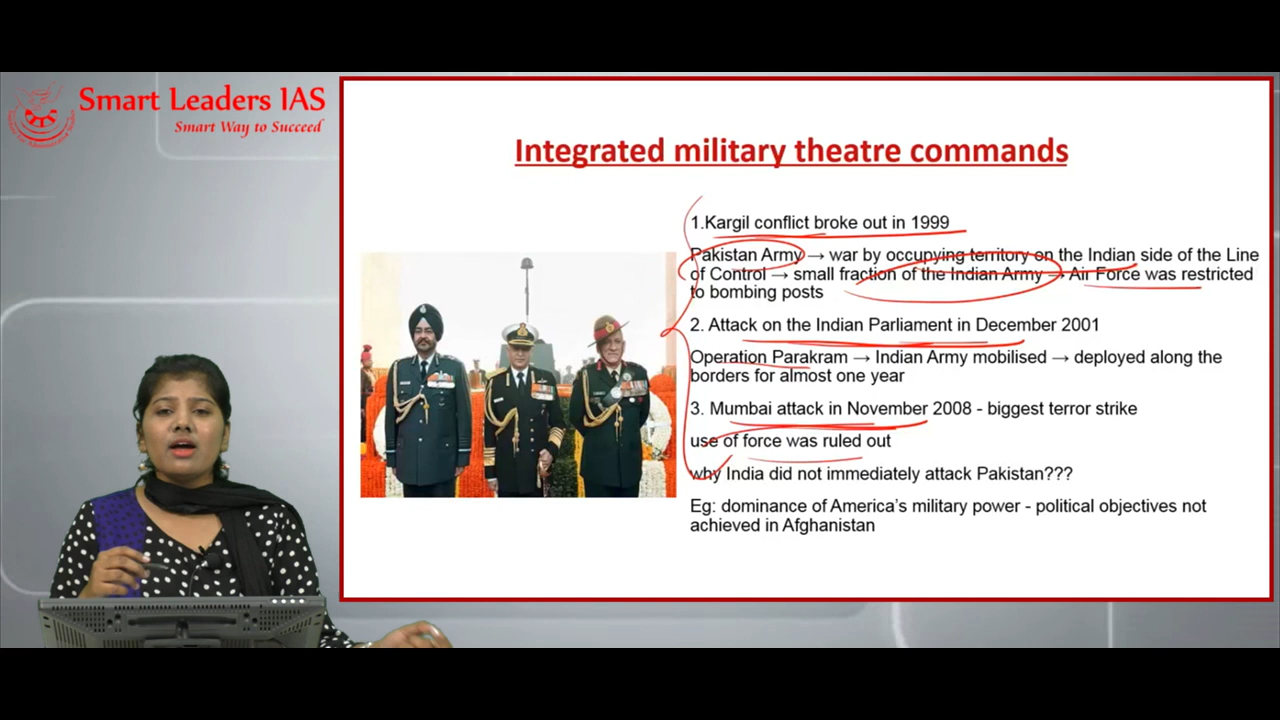 Smart Leaders IAS
Smart Way to Succeed
Integrated military theatre commands
1.Kargil conflict broke out in 1999
Pakistan Army → war by occupying territory on the Indian side of the Line
of Control → small fraction of the Indian Army → Air Force was restricted
to bombing posts
2. Attack on the Indian Parliament in December 2001
Operation Parakram → Indian Army mobilised → deployed along the
borders for almost one year
3. Mumbai attack in November 2008 - biggest terror strike
use of force was ruled out
why India did not immediately attack Pakistan???
Eg: dominance of America's military power - political objectives not
achieved in Afghanistan